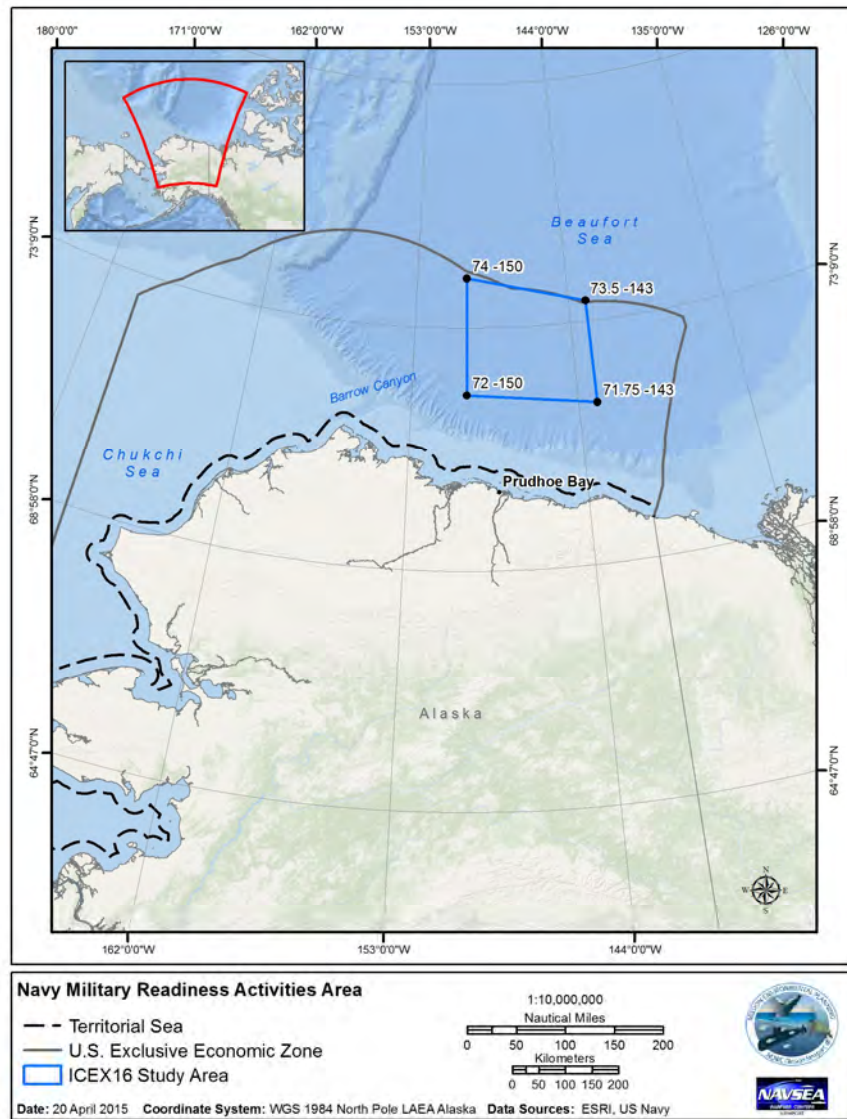 180°0'0"W 171°0'0"W 162°0'0"W 153°0'0"W 144°0'0"W 135°0'0"W 126°0'0"W
Beaufort
Sea
73°9'0"N
73°9'0"N
74 -150
73.5 -143
72 -150
71.75 -143
Barrow Canyon
Chukchi
Sea
Prudhoe Bay
68°58'0"N
68°58'0"N
Alaska
64°47'0"N
64°47'0"N
N
W E
S
162°0'0"W 153°0'0"W 144°0'0"W
Navy Military Readiness Activities Area
Territorial Sea
U.S. Exclusive Economic Zone
ICEX16 Study Area
1:10,000,000
Nautical Miles
0 25 50 100 150 200
Kilometers
0 50 100 150 200
NAVSEA
Date: 20 April 2015 Coordinate System: WGS 1984 North Pole LAEA Alaska Data Sources: ESRI, US Navy